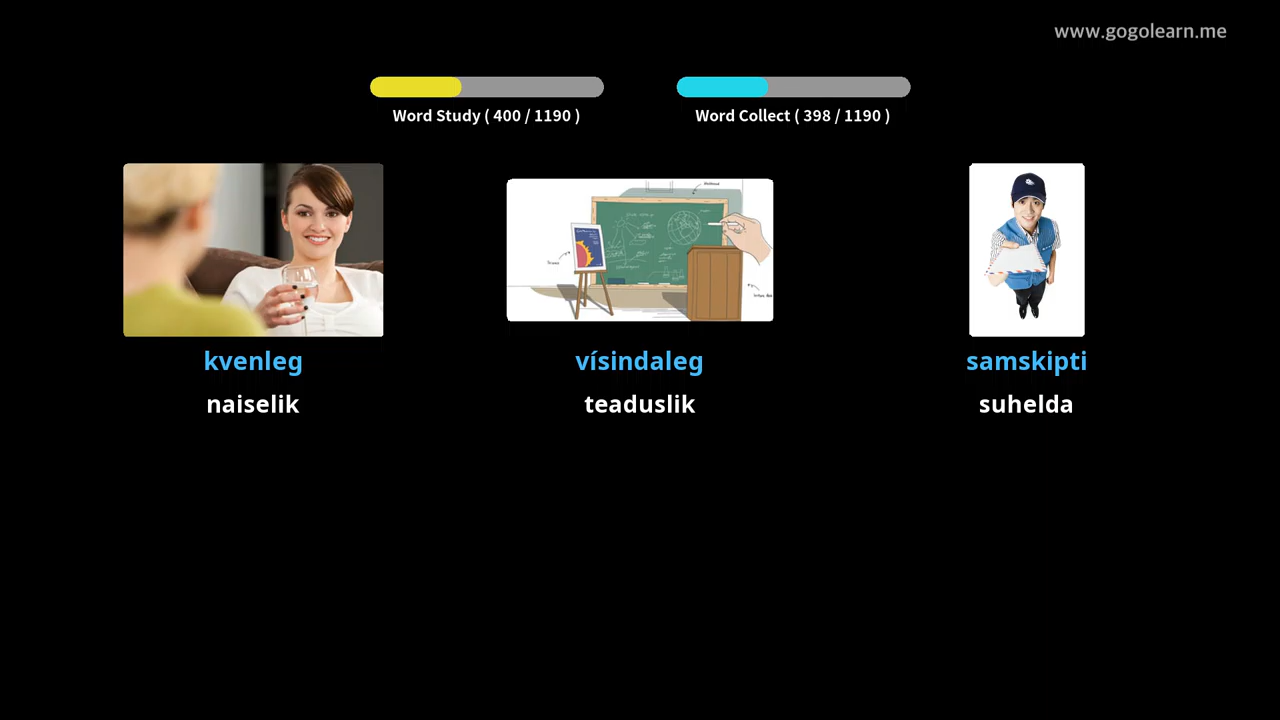 www.gogolearn.me
Word Study ( 400 / 1190 )
Word Collect ( 398 / 1190 )
kvenleg
vísindaleg
samskipti
naiselik
teaduslik
suhelda